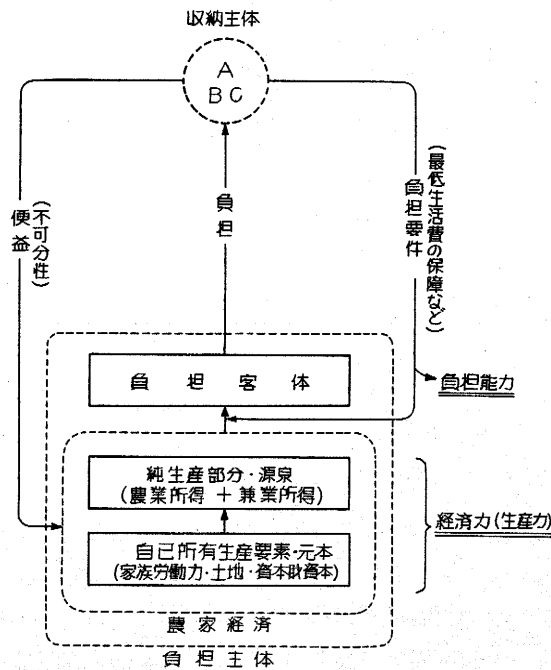 収納主体
A
B C
便益
(不可分性)
負担
負担要件
(最低生活費の保障など)
負担客体
負担能力
純生産部分・源泉
(農業所得 + 兼業所得)
自己所有生産要素・元本
(家族労働力・土地・資本財資本)
経済力(生産力)
農家経済
負担主体